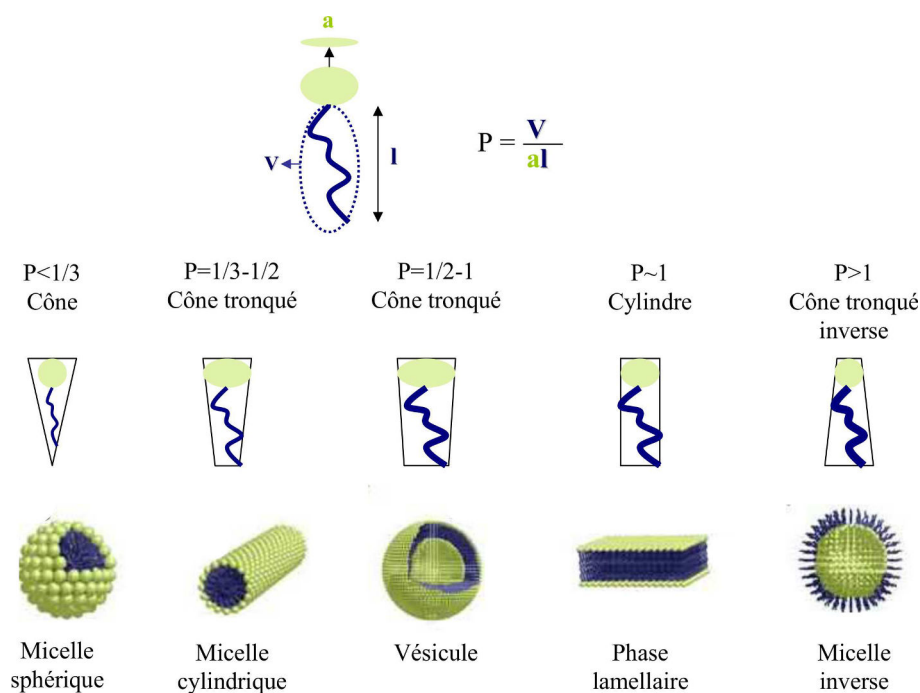 a
V
l
P = V
al
P<1/3
Cône
P=1/3-1/2
Cône tronqué
P=1/2-1
Cône tronqué
P~1
Cylindre
P>1
Cône tronqué
inverse
Micelle
sphérique
Micelle
cylindrique
Vésicule
Phase
lamellaire
Micelle
inverse